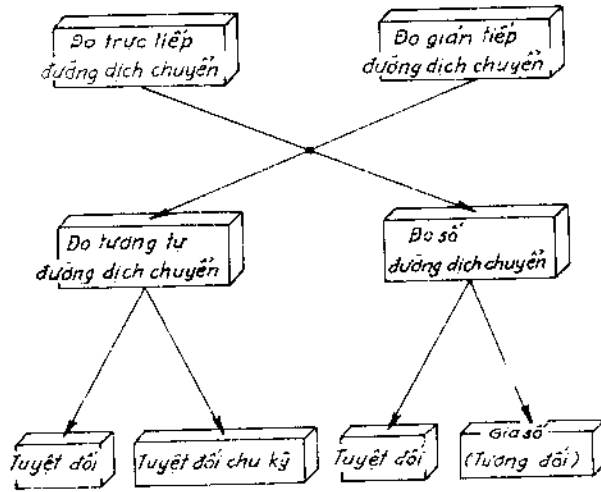 Đo trực tiếp
đường dịch chuyển
Đo gián tiếp
đường dịch chuyển
Đo tương tự
đường dịch chuyển
Đo số
đường dịch chuyển
Tuyệt đối
Tuyệt đối chu kỳ
Tuyệt đối
Gia số
(Tương đối)